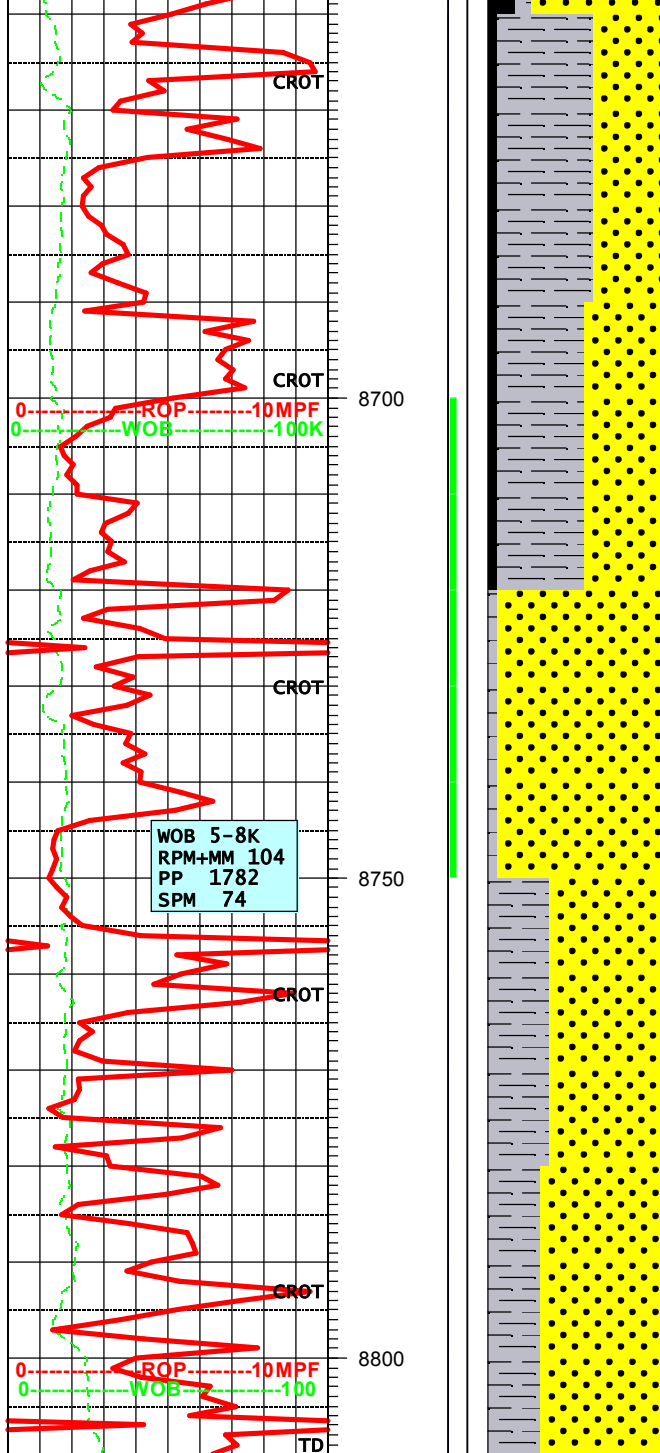 CROT
CROT
8700
0 ROP 10MPF
0 WOB 100K
CROT
WOB 5-8K
RPM+MM 104
PP 1782
SPM 74
8750
CROT
CROT
8800
0 ROP 10MPF
0 WOB 100
TD